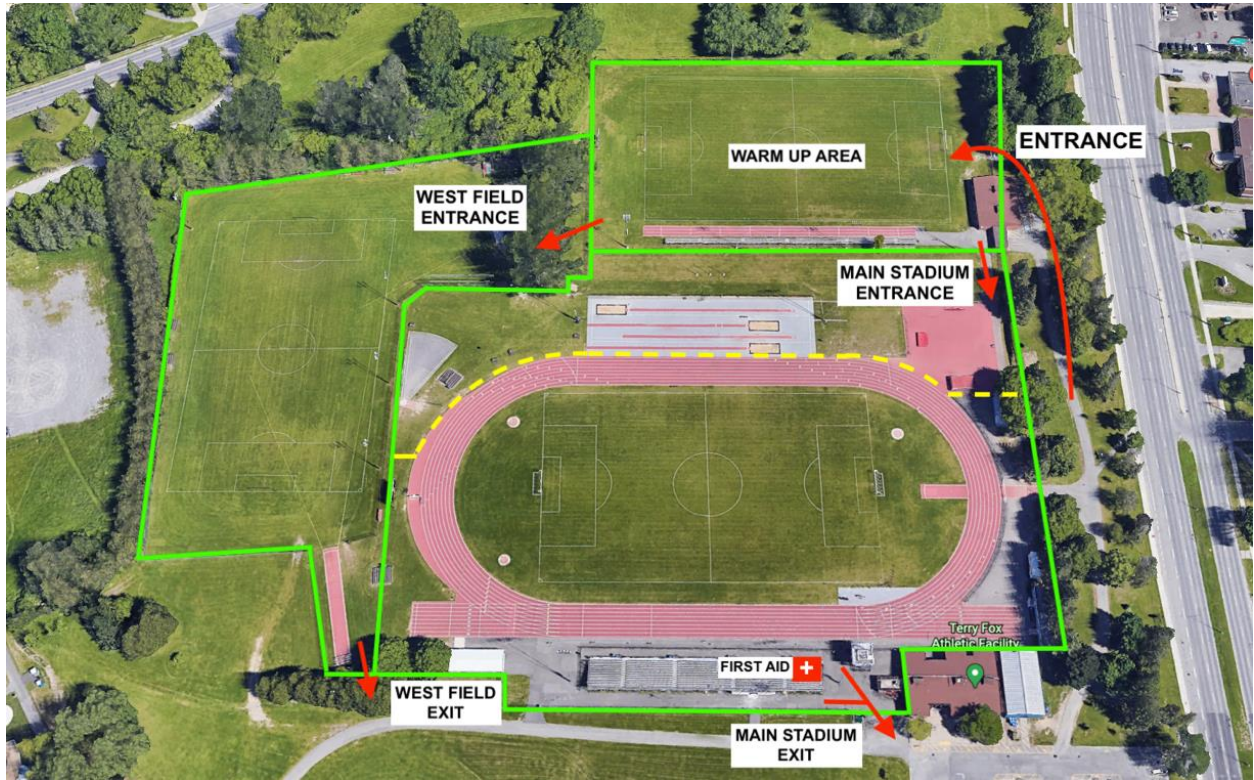 ENTRANCE
WARM UP AREA
WEST FIELD
ENTRANCE
MAIN STADIUM
ENTRANCE
Terry Fox
Athletic Facility
FIRST AID
WEST FIELD
EXIT
MAIN STADIUM
EXIT